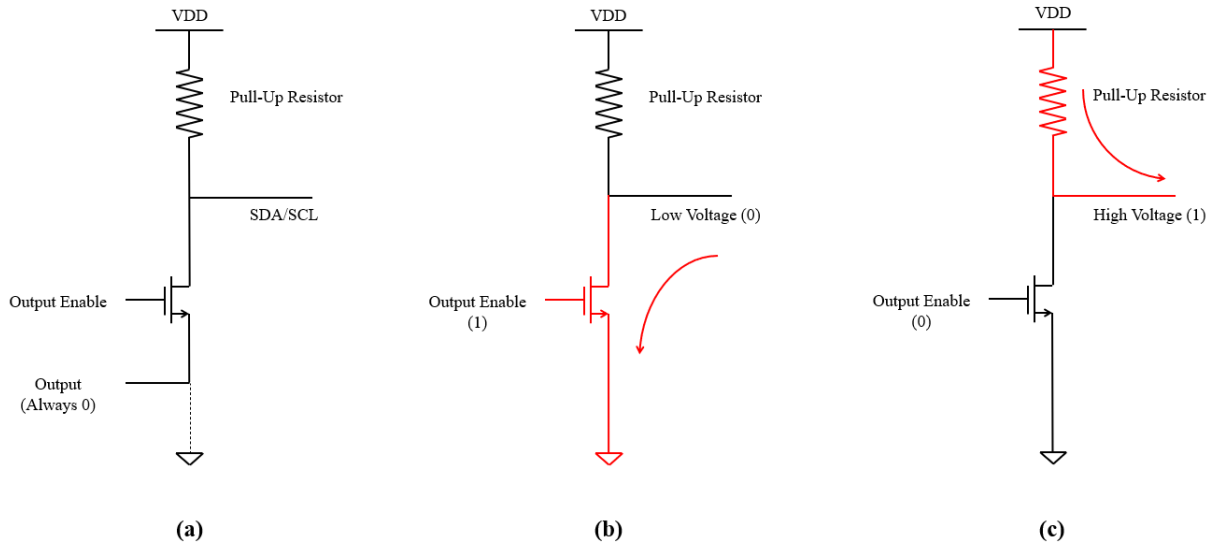 VDD
Pull-Up Resistor
SDA/SCL
Output Enable
Output
(Always 0)
(a)
VDD
Pull-Up Resistor
Low Voltage (0)
Output Enable
(1)
(b)
VDD
Pull-Up Resistor
High Voltage (1)
Output Enable
(0)
(c)